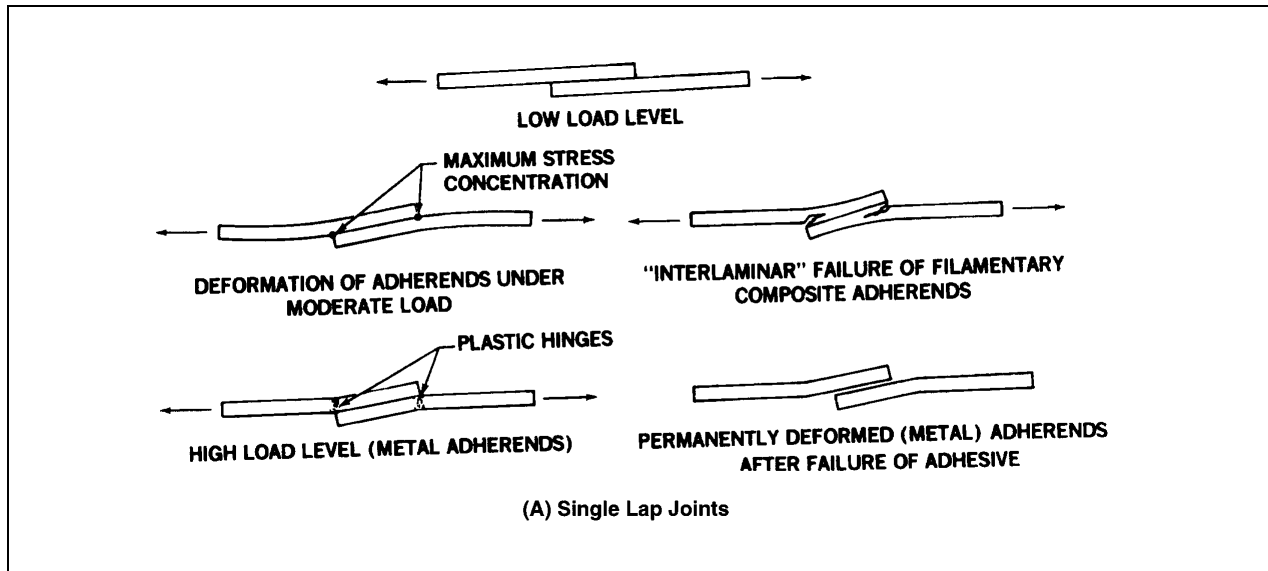 LOW LOAD LEVEL
MAXIMUM STRESS
CONCENTRATION
DEFORMATION OF ADHERENDS UNDER
MODERATE LOAD
"INTERLAMINAR" FAILURE OF FILAMENTARY
COMPOSITE ADHERENDS
PLASTIC HINGES
HIGH LOAD LEVEL (METAL ADHERENDS)
PERMANENTLY DEFORMED (METAL) ADHERENDS
AFTER FAILURE OF ADHESIVE
(A) Single Lap Joints